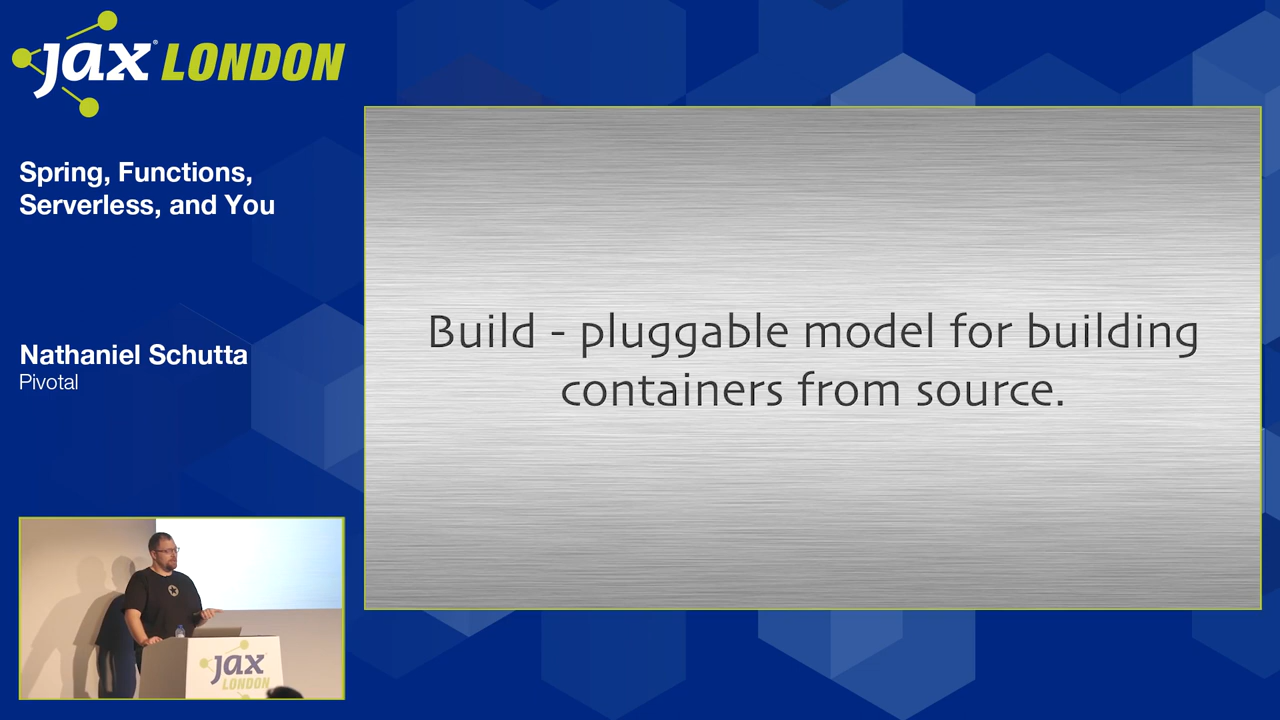 jax® LONDON
Spring, Functions,
Serverless, and You
Nathaniel Schutta
Pivotal
Build - pluggable model for building
containers from source.
jax
LONDON